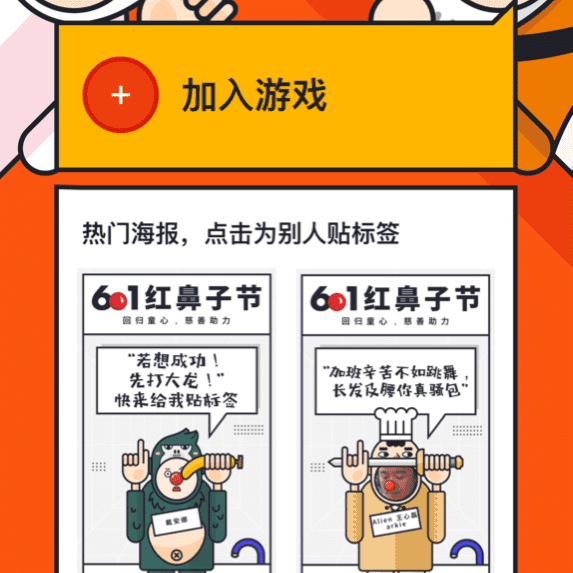 + 加入游戏
热门海报，点击为别人贴标签
601红鼻子节
回归童心，慈善助力
“若想成功！
先打大龙！”
快来给我贴标签
戴安娜
601红鼻子节
回归童心，慈善助力
“加班辛苦不如跳舞，
长发及腰你真骚包”
Alien 王心磊
arkie